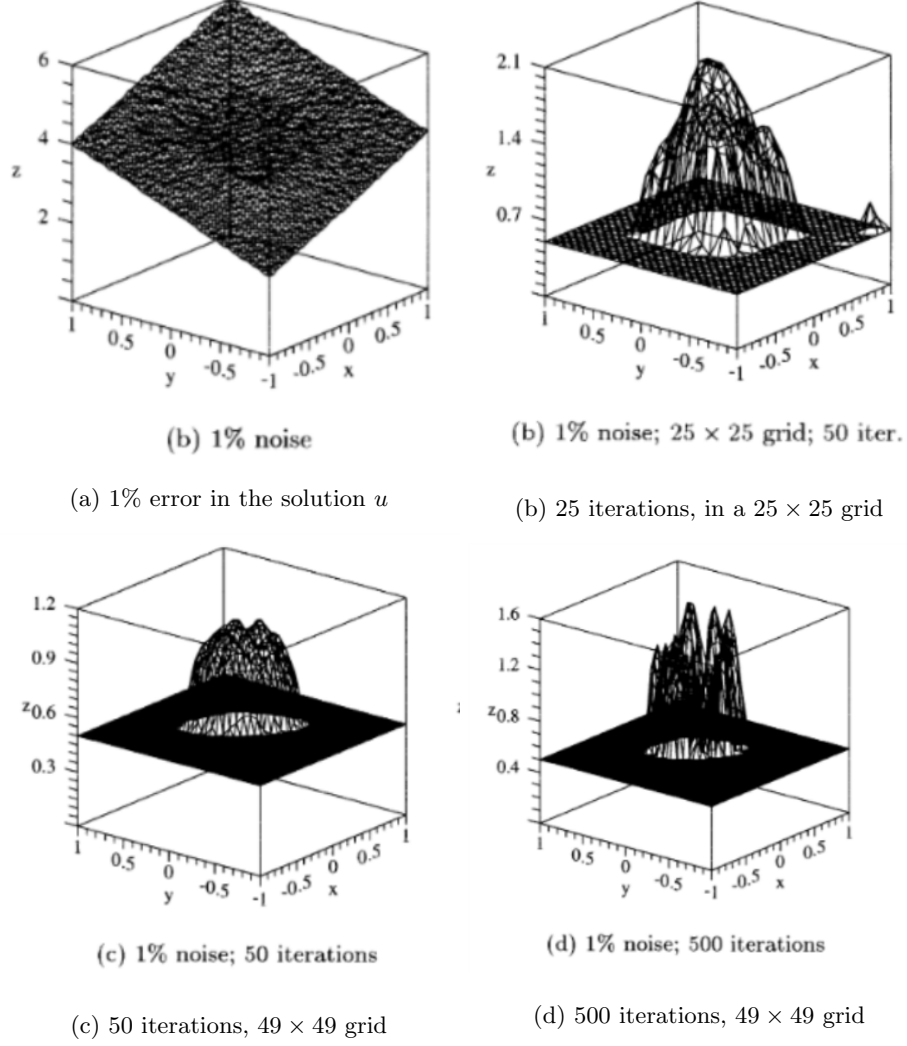 6
4
z
2
1
0.5
0
-0.5
-1
y
-0.5
0
0.5
1
x
(b) 1% noise
(a) 1% error in the solution u
2.1
1.4
z
0.7
1
0.5
0
-0.5
-1
y
-0.5
0
0.5
1
x
(b) 1% noise; 25 × 25 grid; 50 iter.
(b) 25 iterations, in a 25 × 25 grid
1.2
0.9
z
0.6
0.3
1
0.5
0
-0.5
-1
y
-0.5
0
0.5
1
x
(c) 1% noise; 50 iterations
(c) 50 iterations, 49 × 49 grid
1.6
1.2
z
0.8
0.4
1
0.5
0
-0.5
-1
y
-0.5
0
0.5
1
x
(d) 1% noise; 500 iterations
(d) 500 iterations, 49 × 49 grid